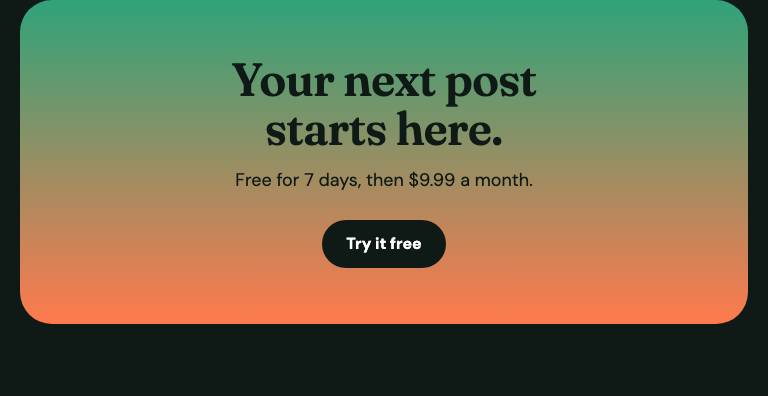 Your next post
starts here.
Free for 7 days, then $9.99 a month.
Try it free